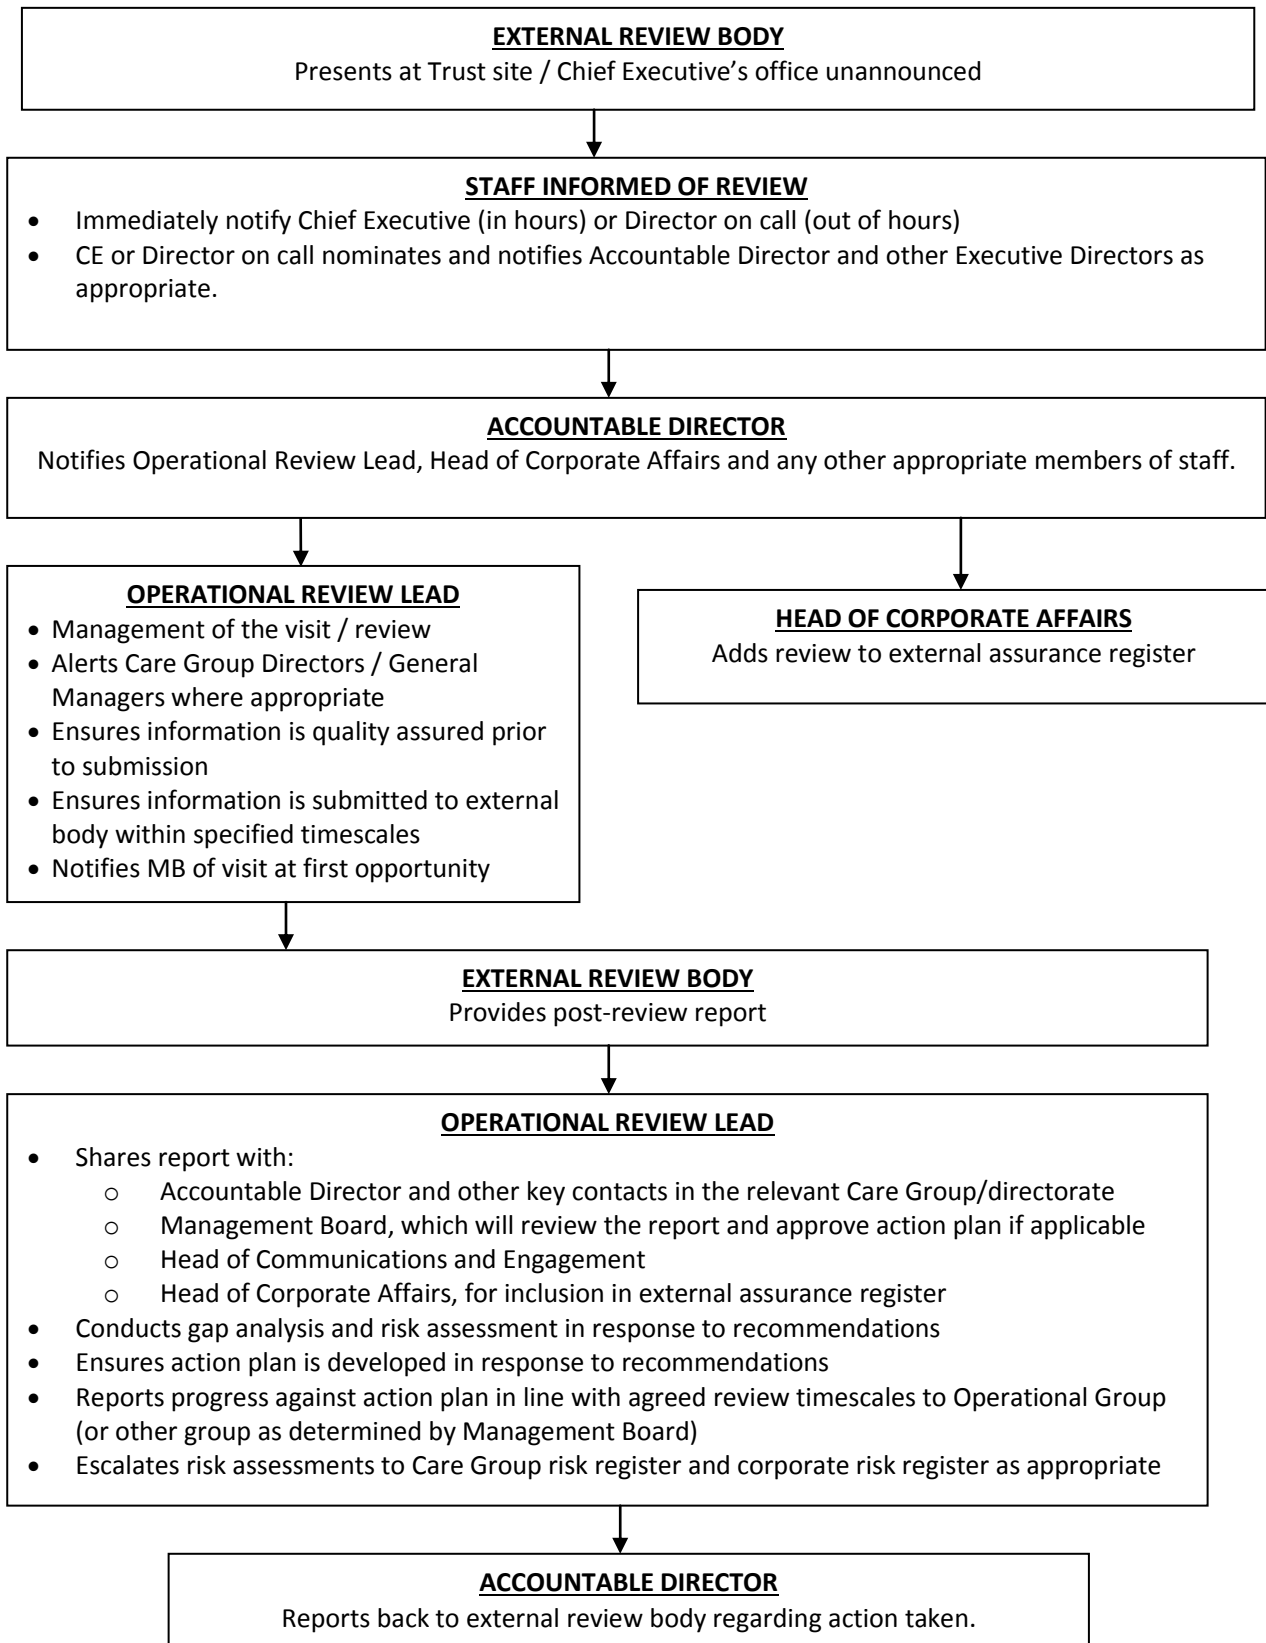 EXTERNAL REVIEW BODY
Presents at Trust site / Chief Executive's office unannounced
STAFF INFORMED OF REVIEW
• Immediately notify Chief Executive (in hours) or Director on call (out of hours)
• CE or Director on call nominates and notifies Accountable Director and other Executive Directors as
appropriate.
ACCOUNTABLE DIRECTOR
Notifies Operational Review Lead, Head of Corporate Affairs and any other appropriate members of staff.
OPERATIONAL REVIEW LEAD
• Management of the visit / review
• Alerts Care Group Directors / General
Managers where appropriate
• Ensures information is quality assured prior
to submission
• Ensures information is submitted to external
body within specified timescales
• Notifies MB of visit at first opportunity
HEAD OF CORPORATE AFFAIRS
Adds review to external assurance register
EXTERNAL REVIEW BODY
Provides post-review report
OPERATIONAL REVIEW LEAD
• Shares report with:
o Accountable Director and other key contacts in the relevant Care Group/directorate
o Management Board, which will review the report and approve action plan if applicable
o Head of Communications and Engagement
o Head of Corporate Affairs, for inclusion in external assurance register
• Conducts gap analysis and risk assessment in response to recommendations
• Ensures action plan is developed in response to recommendations
• Reports progress against action plan in line with agreed review timescales to Operational Group
(or other group as determined by Management Board)
• Escalates risk assessments to Care Group risk register and corporate risk register as appropriate
ACCOUNTABLE DIRECTOR
Reports back to external review body regarding action taken.